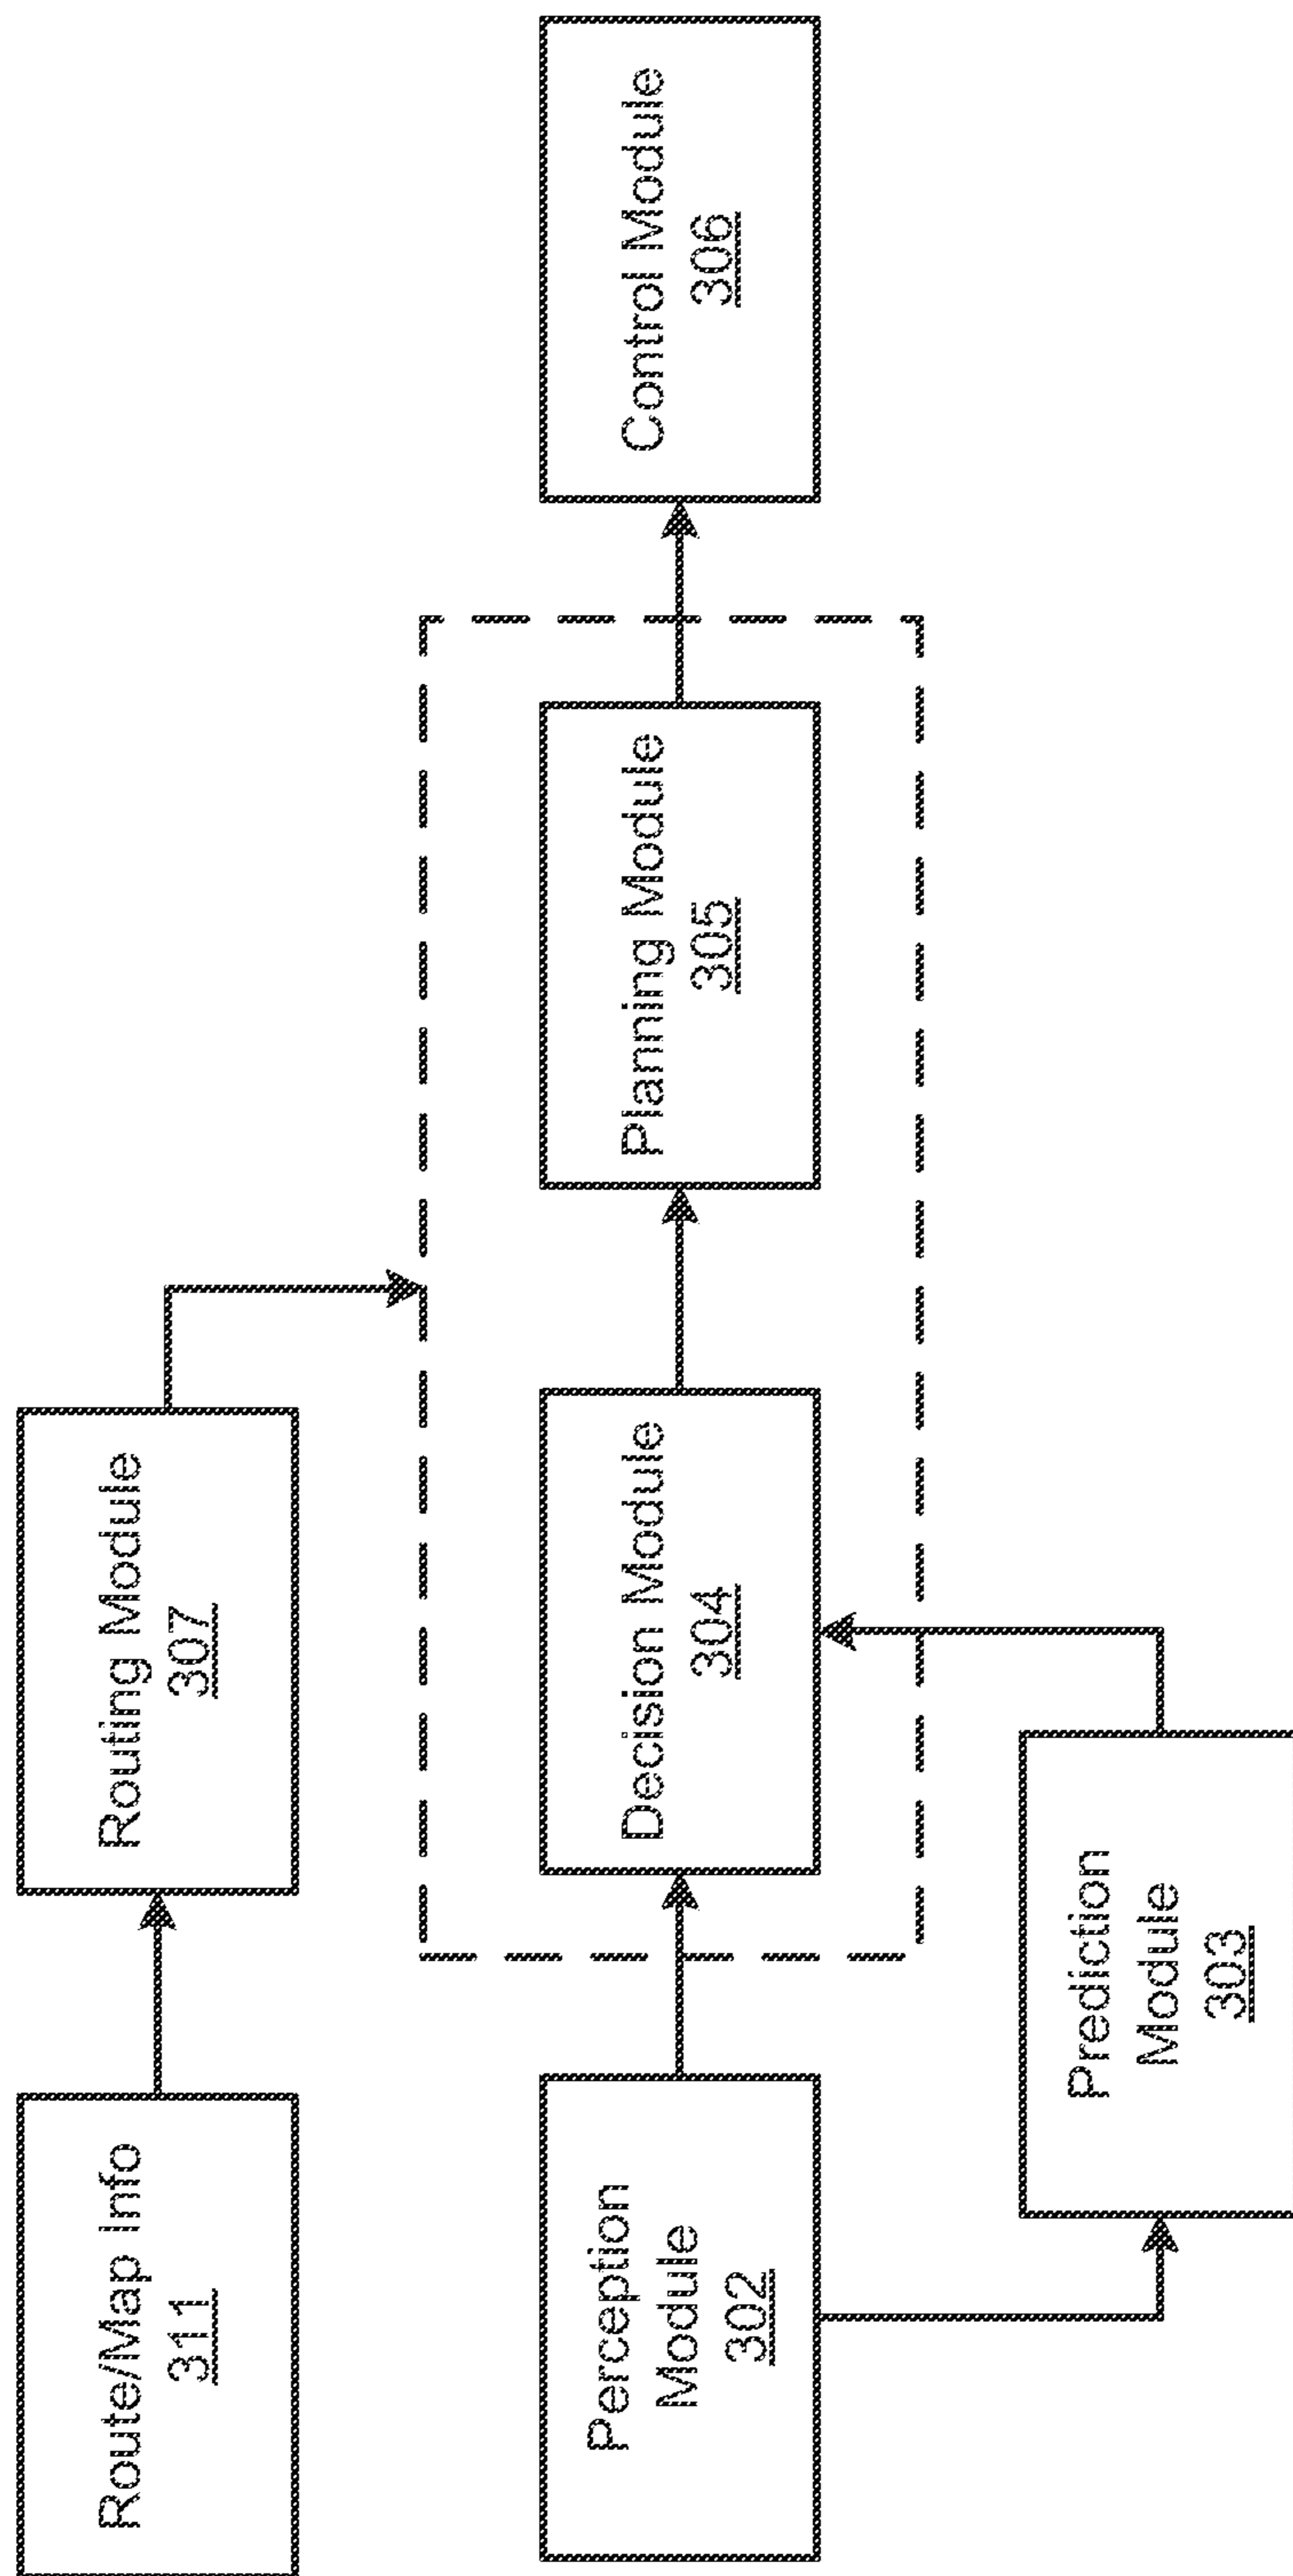 Route/Map Info
311
Routing Module
307
Perception
Module
302
Decision Module
304
Planning Module
305
Control Module
306
Prediction
Module
303